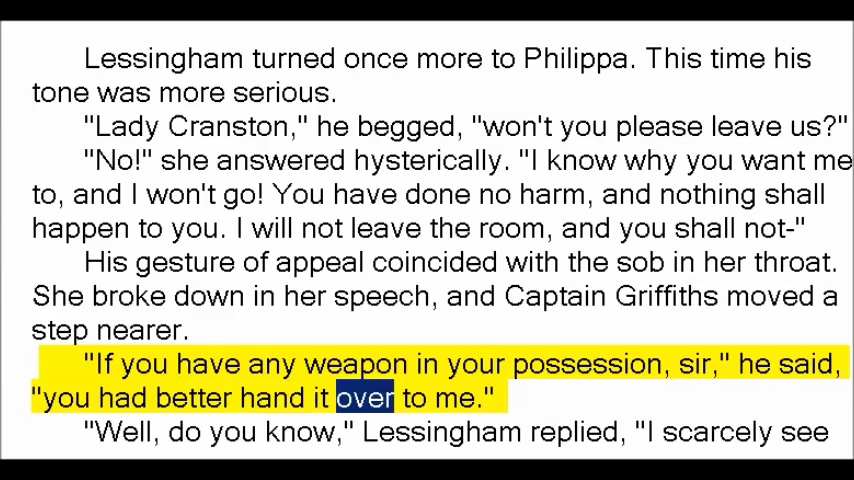 Lessingham turned once more to Philippa. This time his
tone was more serious.
"Lady Cranston," he begged, "won't you please leave us?"
"No!" she answered hysterically. "I know why you want me
to, and I won't go! You have done no harm, and nothing shall
happen to you. I will not leave the room, and you shall not-"
His gesture of appeal coincided with the sob in her throat.
She broke down in her speech, and Captain Griffiths moved a
step nearer.
"If you have any weapon in your possession, sir," he said,
"you had better hand it over to me."
"Well, do you know," Lessingham replied, "I scarcely see